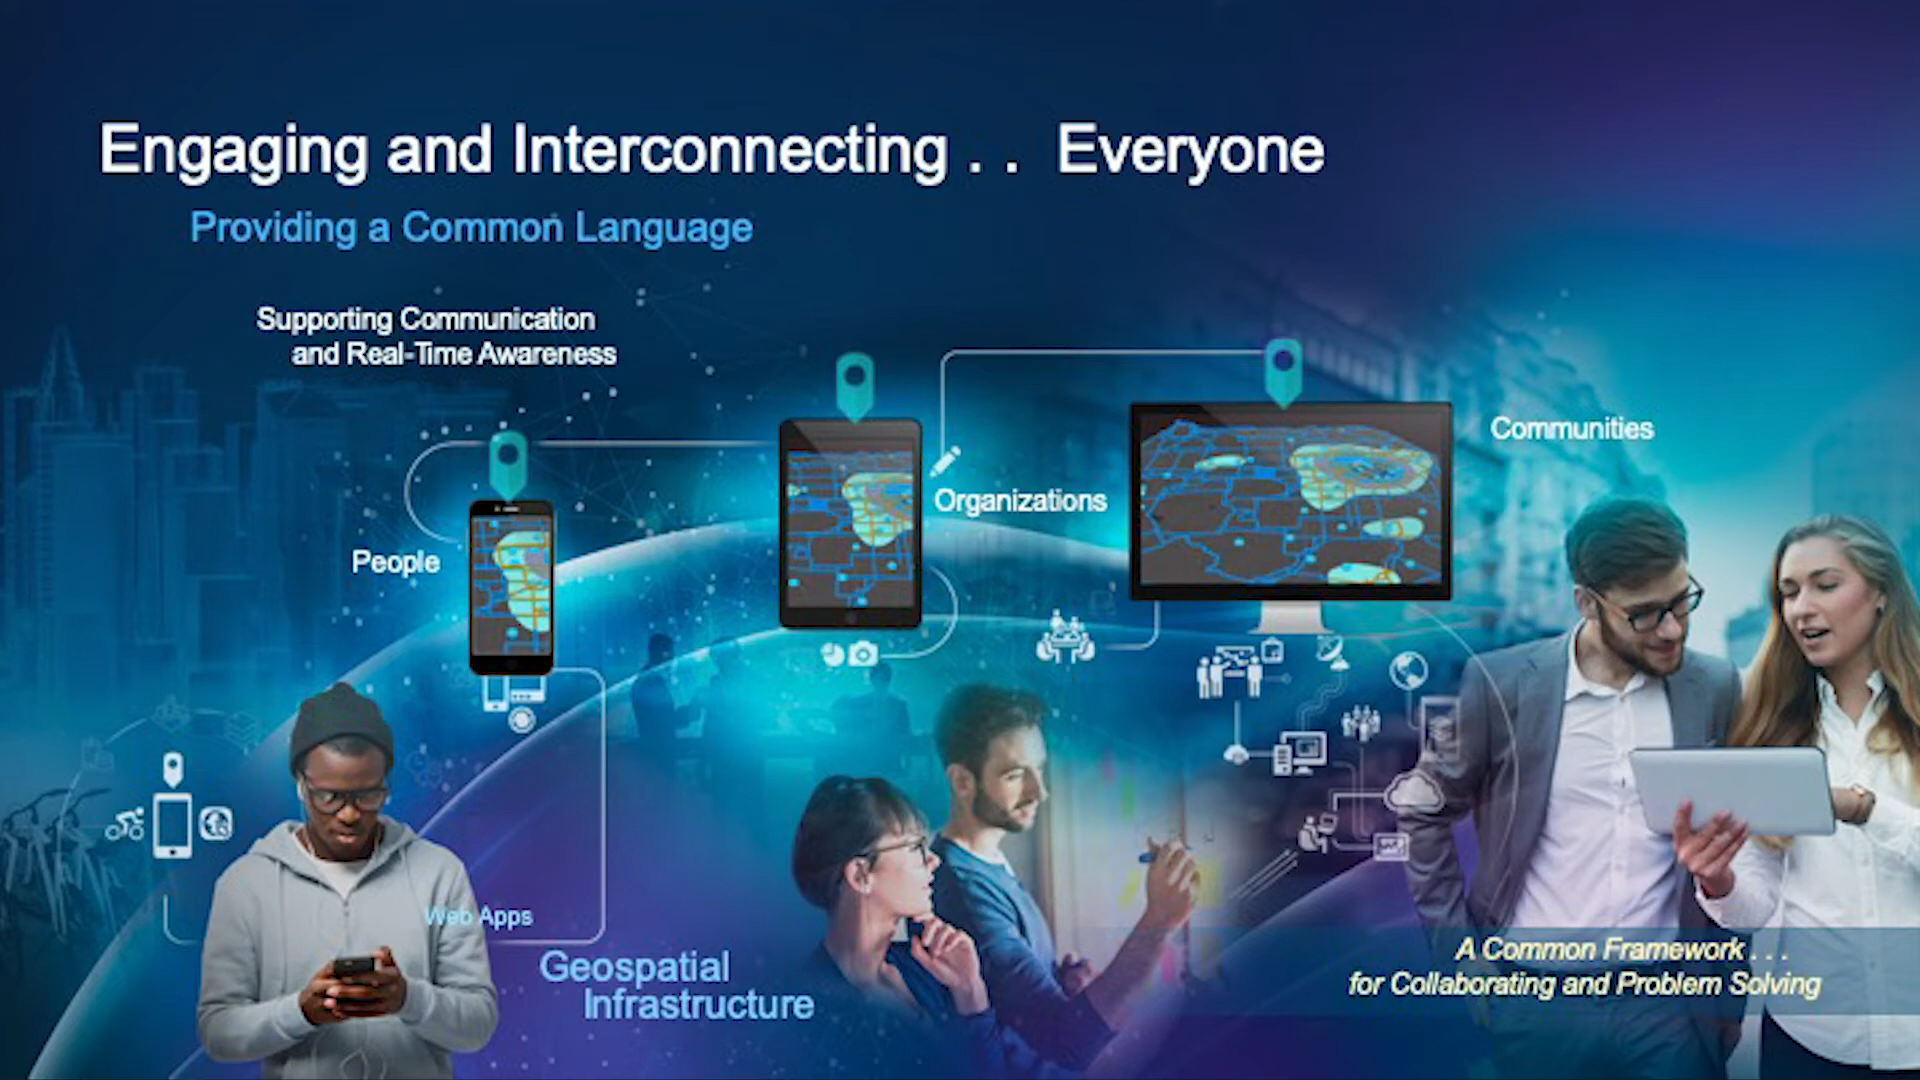 Engaging and Interconnecting . . Everyone
Providing a Common Language
Supporting Communication
and Real-Time Awareness
Communities
Organizations
People
Web Apps
Geospatial
Infrastructure
A Common Framework . . .
for Collaborating and Problem Solving